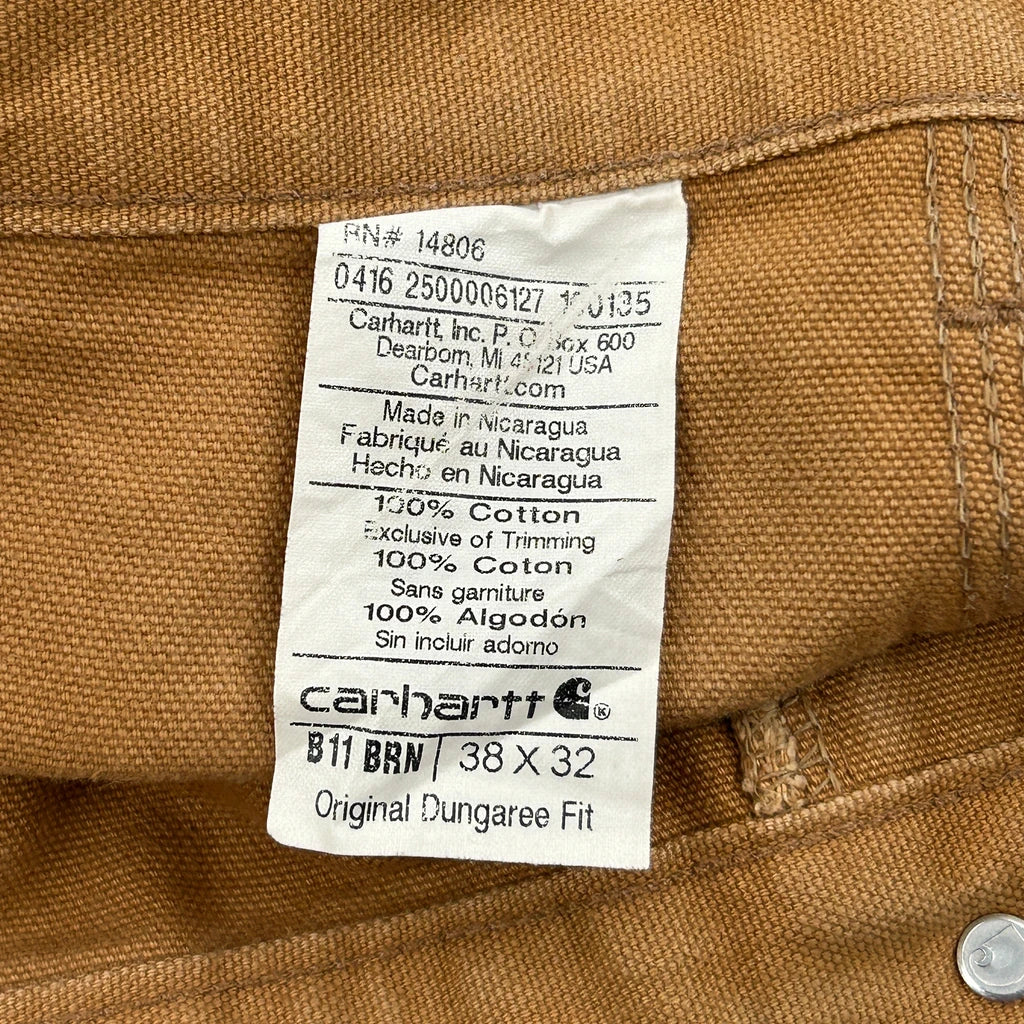 RN# 14806
0416 2500006127
Carhartt, Inc. P. O Box 600
Dearborn, MI 48121 USA
Carhartt.com
Made in Nicaragua
Fabriqué au Nicaragua
Hecho en Nicaragua
100% Cotton
Exclusive of Trimming
100% Coton
Sans garniture
100% Algodón
Sin incluir adorno
carhartt
B11 BRN 38 X 32
Original Dungaree Fit